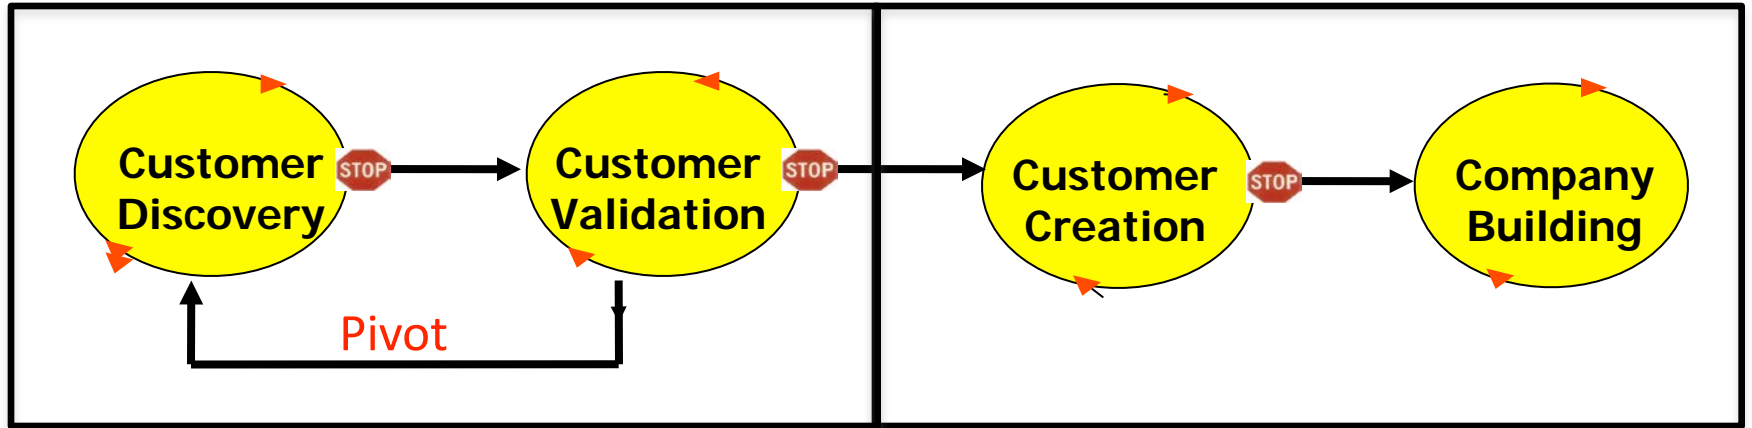 Customer
Discovery
STOP
Customer
Validation
STOP
Customer
Creation
STOP
Company
Building
Pivot